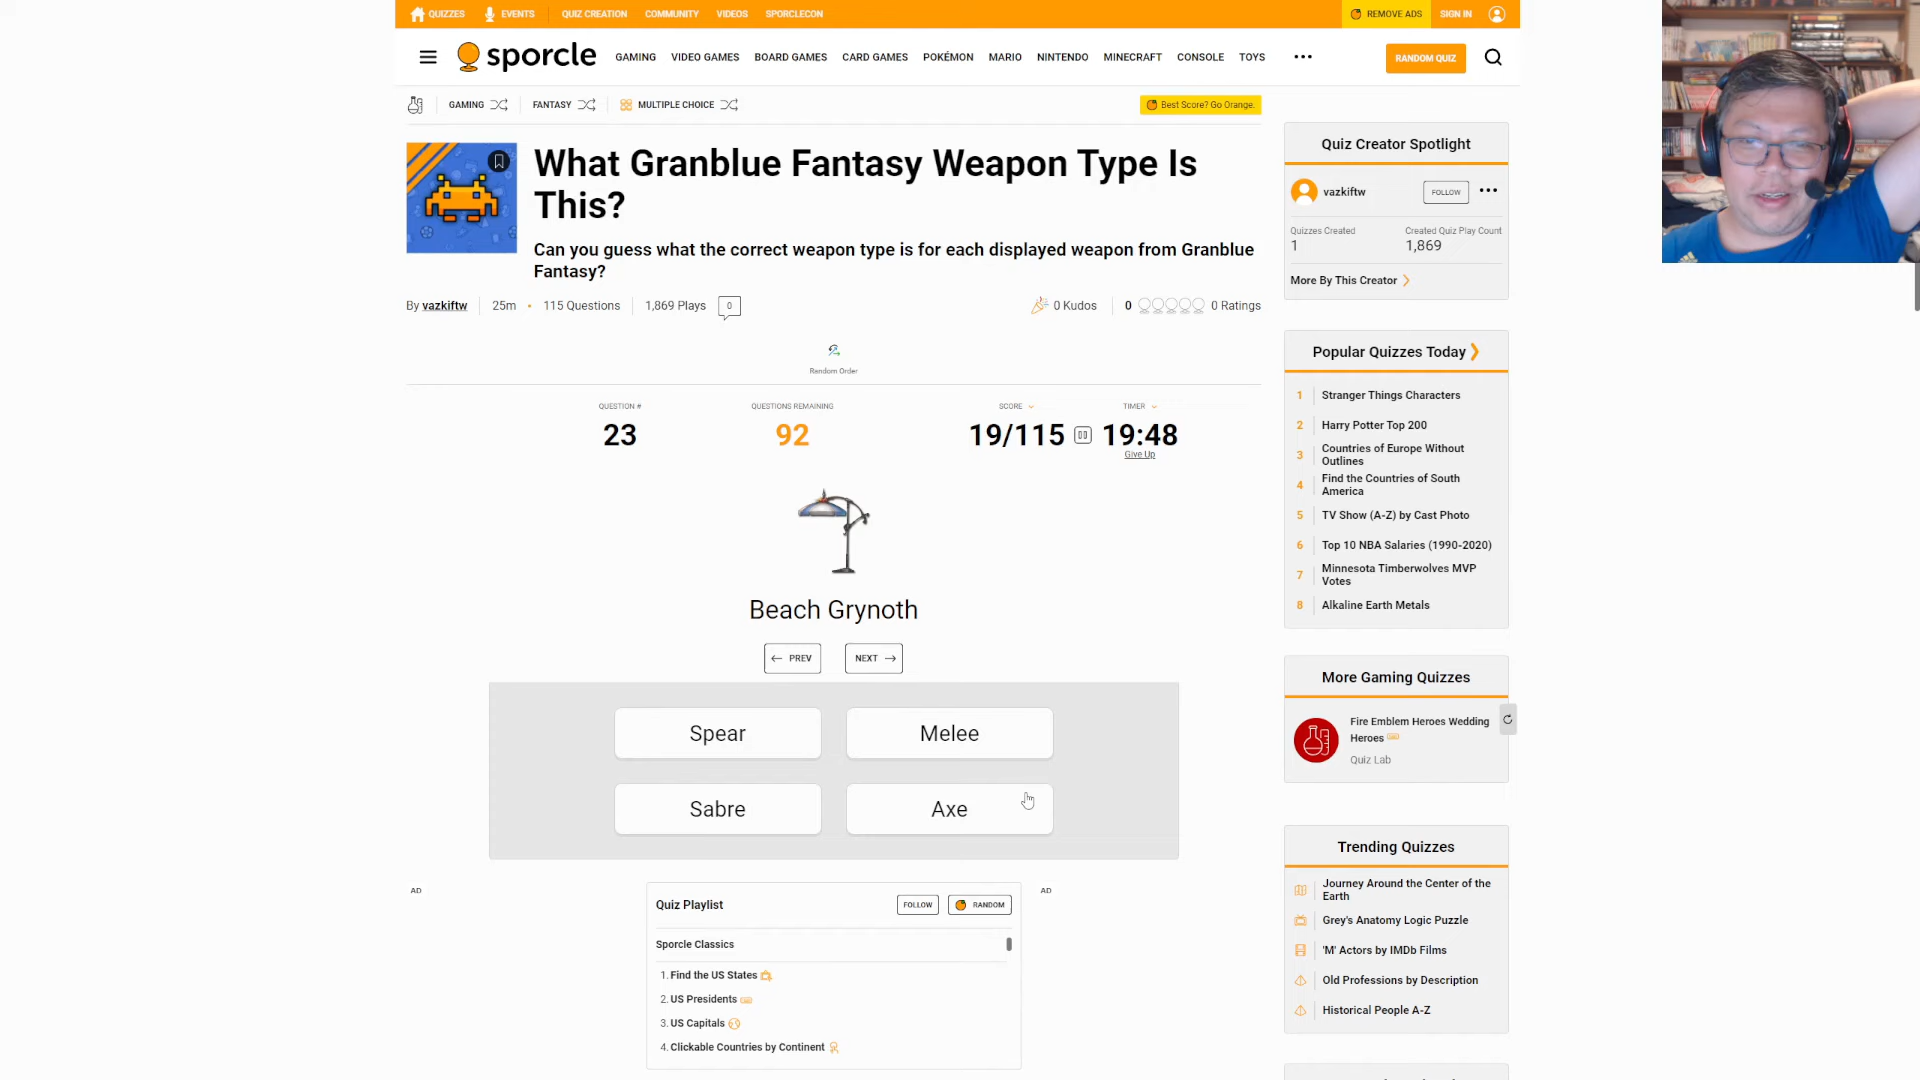 QUIZZES
EVENTS
QUIZ CREATION
COMMUNITY
VIDEOS
SPORCLECON
REMOVE ADS
SIGN IN
sporcle
GAMING
VIDEO GAMES
BOARD GAMES
CARD GAMES
POKÉMON
MARIO
NINTENDO
MINECRAFT
CONSOLE
TOYS
RANDOM QUIZ
GAMING
FANTASY
MULTIPLE CHOICE
Best Score? Go Orange.
What Granblue Fantasy Weapon Type Is
This?
Can you guess what the correct weapon type is for each displayed weapon from Granblue
Fantasy?
By vazkiftw
25m
115 Questions
1,869 Plays
0
0 Kudos
0
0 Ratings
Random Order
QUESTION #
23
QUESTIONS REMAINING
92
SCORE
19/115
TIMER
19:48
Give Up
Beach Grynoth
PREV
NEXT
Spear
Melee
Sabre
Axe
AD
AD
Quiz Playlist
FOLLOW
RANDOM
Sporcle Classics
1. Find the US States
2. US Presidents
3. US Capitals
4. Clickable Countries by Continent
Quiz Creator Spotlight
vazkiftw
FOLLOW
Quizzes Created
1
Created Quiz Play Count
1,869
More By This Creator
Popular Quizzes Today
1 Stranger Things Characters
2 Harry Potter Top 200
3 Countries of Europe Without
Outlines
4 Find the Countries of South
America
5 TV Show (A-Z) by Cast Photo
6 Top 10 NBA Salaries (1990-2020)
7 Minnesota Timberwolves MVP
Votes
8 Alkaline Earth Metals
More Gaming Quizzes
Fire Emblem Heroes Wedding
Heroes
Quiz Lab
Trending Quizzes
Journey Around the Center of the
Earth
Grey's Anatomy Logic Puzzle
'M' Actors by IMDb Films
Old Professions by Description
Historical People A-Z